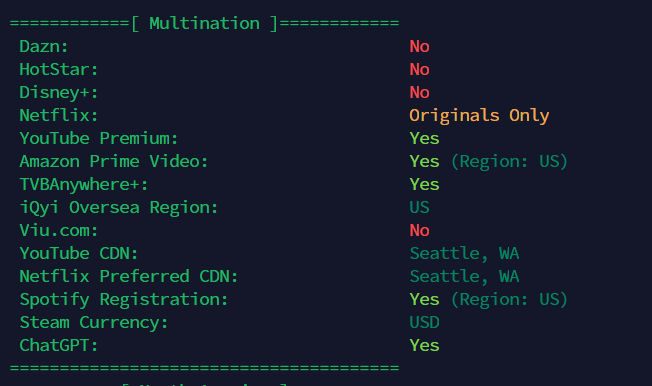 ============[ Multination ]============
Dazn: No
HotStar: No
Disney+: No
Netflix: Originals Only
YouTube Premium: Yes
Amazon Prime Video: Yes (Region: US)
TVBAnywhere+: Yes
iQyi Oversea Region: US
Viu.com: No
YouTube CDN: Seattle, WA
Netflix Preferred CDN: Seattle, WA
Spotify Registration: Yes (Region: US)
Steam Currency: USD
ChatGPT: Yes
=======================================